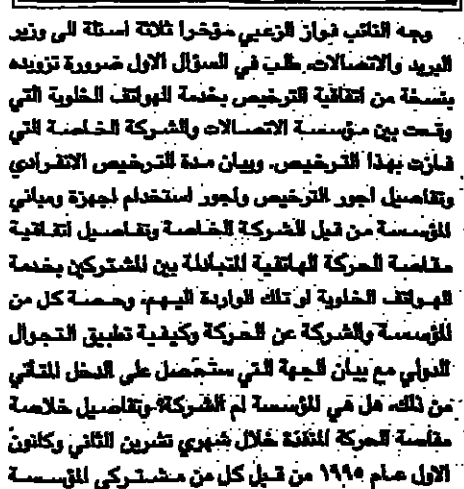 وجه النائب فواز الزعبي مؤخرا ثلاثة اسئلة الى وزير
البريد والاتصالات، طلب في السؤال الاول ضرورة تزويده
بنسخة من اتفاقية الترخيص بخدمة الهواتف الخلوية التي
وقعت بين مؤسسة الاتصالات والشركة الخاصة التي
فازت بهذا الترخيص. وبيان مدة الترخيص الانفرادي
وتفاصيل اجور الترخيص واجور استخدام اجهزة ومباني
المؤسسة من قبل الشركة الخاصة وتفاصيل اتفاقية
مقاصة الحركة الهاتفية المتبادلة بين المشتركين بخدمة
الهواتف الخلوية او تلك الواردة اليهم، وحصة كل من
المؤسسة والشركة عن الحركة وكيفية تطبيق التجوال
الدولي مع بيان الجهة التي ستحصل على الدخل المتأتي
من ذلك، هل هي المؤسسة ام الشركة؟ وتفاصيل خلاصة
مقاصة الحركة المنفذة خلال شهري تشرين الثاني وكانون
الاول عام ١٩٩٥ من قبل كل من مشتركي المؤسسة